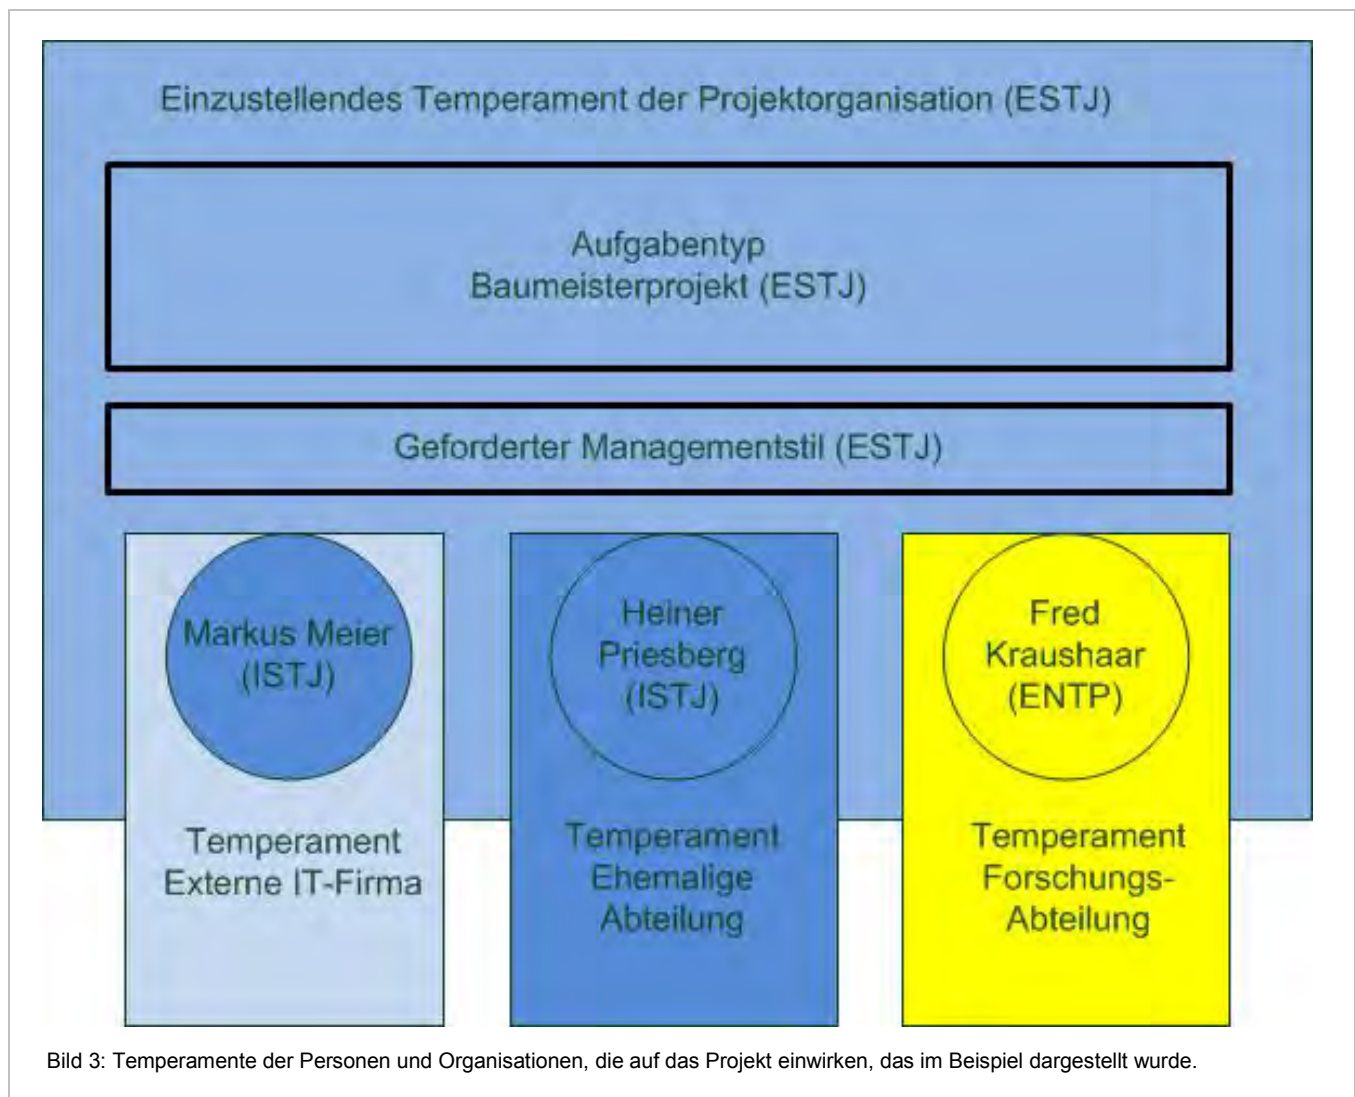 Einzustellendes Temperament der Projektorganisation (ESTJ)
Aufgabentyp
Baumeisterprojekt (ESTJ)
Geforderter Managementstil (ESTJ)
Markus Meier
(ISTJ)
Temperament
Externe IT-Firma
Heiner
Priesberg
(ISTJ)
Temperament
Ehemalige
Abteilung
Fred
Kraushaar
(ENTP)
Temperament
Forschungs-
Abteilung
Bild 3: Temperamente der Personen und Organisationen, die auf das Projekt einwirken, das im Beispiel dargestellt wurde.